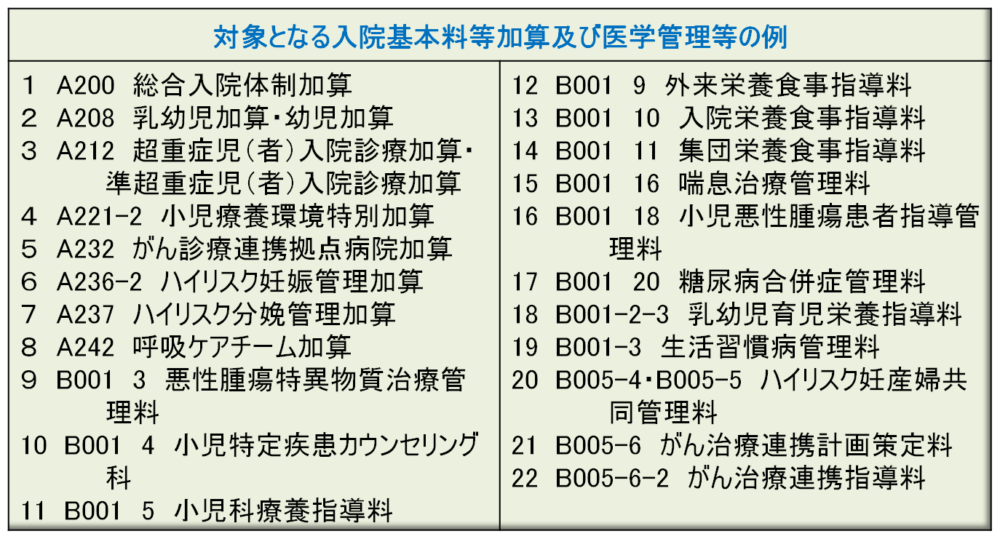 対象となる入院基本料等加算及び医学管理等の例
1 A200 総合入院体制加算
2 A208 乳幼児加算・幼児加算
3 A212 超重症児(者)入院診療加算・
準超重症児(者)入院診療加算
4 A221-2 小児療養環境特別加算
5 A232 がん診療連携拠点病院加算
6 A236-2 ハイリスク妊娠管理加算
7 A237 ハイリスク分娩管理加算
8 A242 呼吸ケアチーム加算
9 B001 3 悪性腫瘍特異物質治療管
理料
10 B001 4 小児特定疾患カウンセリング
科
11 B001 5 小児科療養指導料
12 B001 9 外来栄養食事指導料
13 B001 10 入院栄養食事指導料
14 B001 11 集団栄養食事指導料
15 B001 16 喘息治療管理料
16 B001 18 小児悪性腫瘍患者指導管
理料
17 B001 20 糖尿病合併症管理料
18 B001-2-3 乳幼児育児栄養指導料
19 B001-3 生活習慣病管理料
20 B005-4・B005-5 ハイリスク妊産婦共
同管理料
21 B005-6 がん治療連携計画策定料
22 B005-6-2 がん治療連携指導料